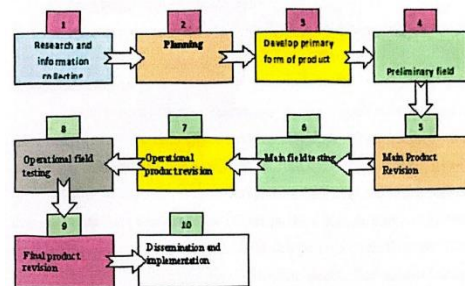 1
Research and
information
collecting
2
Planning
3
Develop primary
form of product
4
Preliminary field
5
Main Product
Revision
6
Main field testing
7
Operational
product revision
8
Operational field
testing
9
Final product
revision
10
Dissemination and
implementation